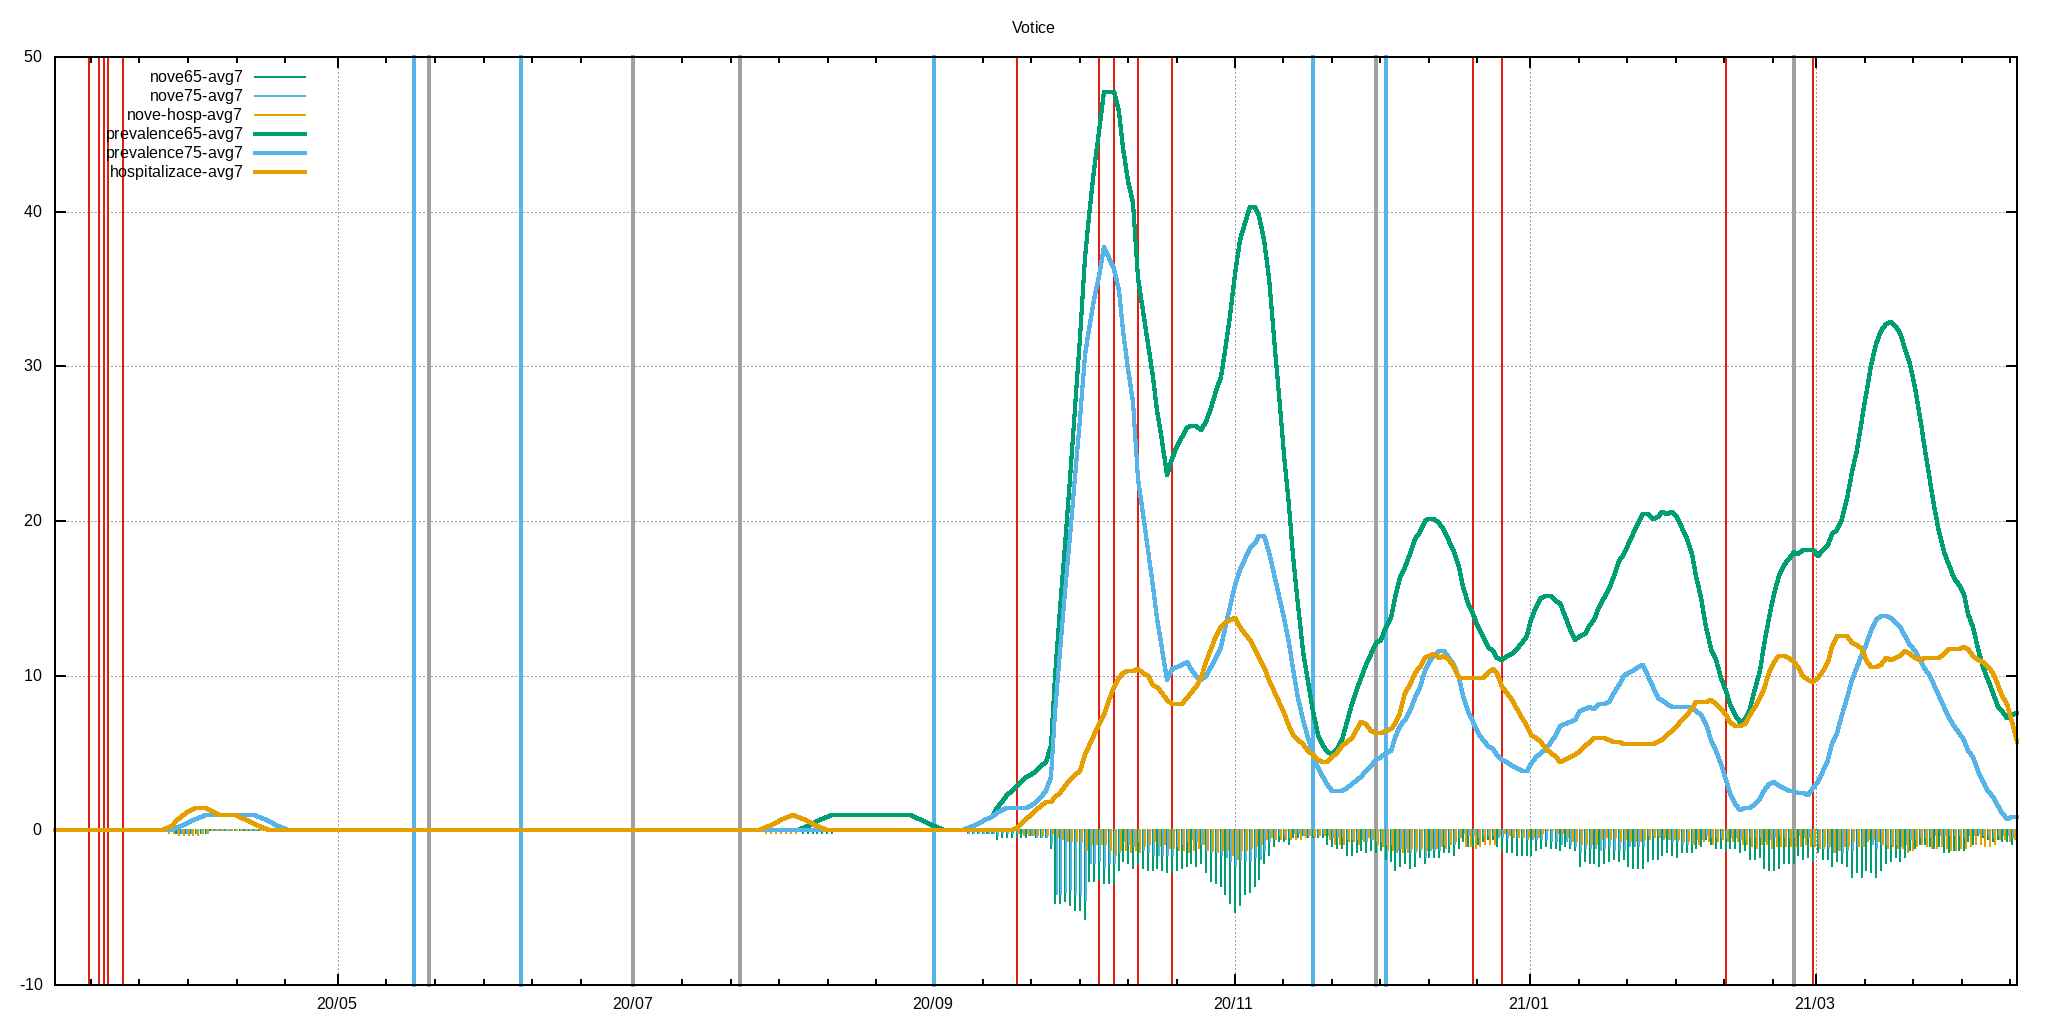 Votice
50
nove65-avg7
nove75-avg7
nove-hosp-avg7
prevalence65-avg7
prevalence75-avg7
hospitalizace-avg7
40
30
20
10
0
-10
20/05 20/07 20/09 20/11 21/01 21/03